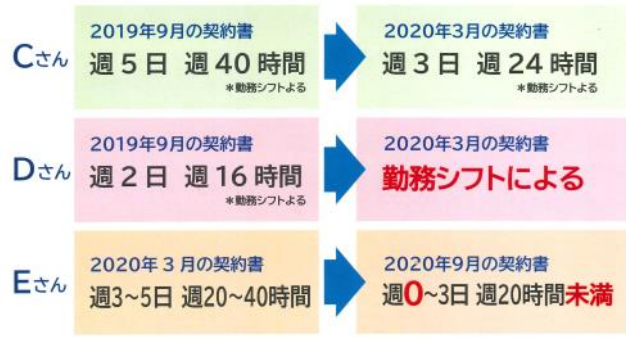 Cさん
2019年9月の契約書
週5日 週40時間
*勤務シフトよる
2020年3月の契約書
週3日 週24時間
*勤務シフトよる
Dさん
2019年9月の契約書
週2日 週16時間
*勤務シフトよる
2020年3月の契約書
勤務シフトによる
Eさん
2020年3月の契約書
週3~5日 週20~40時間
2020年9月の契約書
週0~3日 週20時間未満